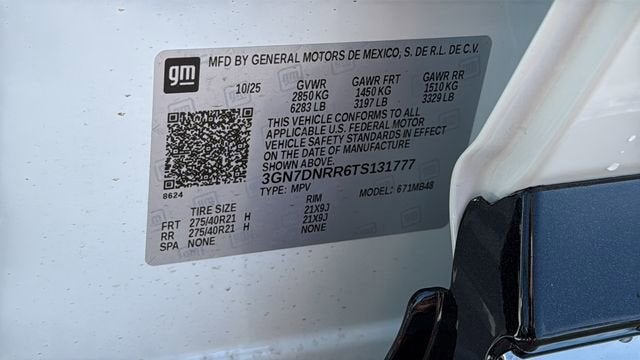 gm MFD BY GENERAL MOTORS DE MEXICO, S. DE R.L. DE C.V.
10/25 GVWR GAWR FRT GAWR RR
2850 KG 1450 KG 1510 KG
6283 LB 3197 LB 3329 LB
THIS VEHICLE CONFORMS TO ALL
APPLICABLE U.S. FEDERAL MOTOR
VEHICLE SAFETY STANDARDS IN EFFECT
ON THE DATE OF MANUFACTURE
SHOWN ABOVE.
3GN7DNRR6TS131777
8624 TYPE: MPV MODEL: 671MB48
TIRE SIZE RIM
FRT 275/40R21 H 21X9J
RR 275/40R21 H 21X9J
SPA NONE NONE